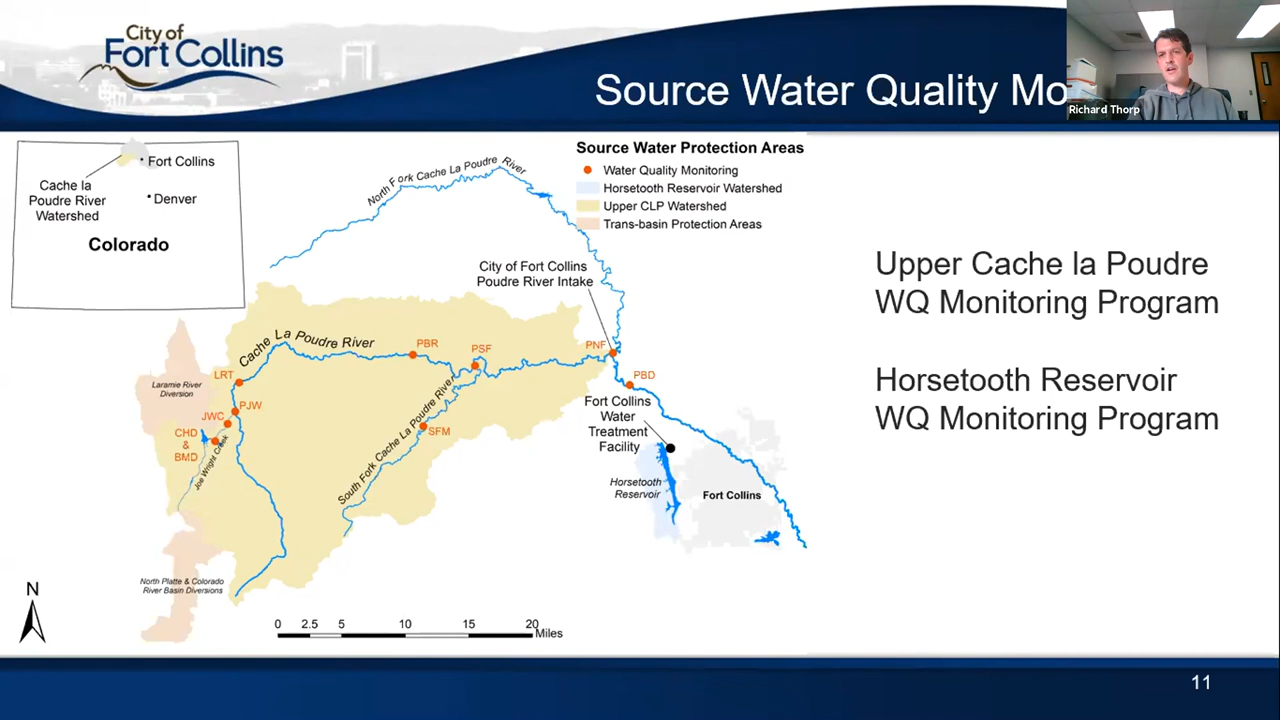 City of
Fort Collins
Source Water Quality Mo
Richard Thorp
Fort Collins
Cache la
Poudre River
Watershed
Denver
Colorado
North Fork Cache La Poudre River
Source Water Protection Areas
Water Quality Monitoring
Horsetooth Reservoir Watershed
Upper CLP Watershed
Trans-basin Protection Areas
City of Fort Collins
Poudre River Intake
Cache La Poudre River
PBR
PSF
PNF
PBD
LRT
Laramie River
Diversion
PJW
JWC
CHD
&
BMD
Joe Wright Creek
South Fork Cache La Poudre River
SFM
Fort Collins
Water
Treatment
Facility
Horsetooth
Reservoir
Fort Collins
North Platte & Colorado
River Basin Diversions
N
0 2.5 5 10 15 20
Miles
Upper Cache la Poudre
WQ Monitoring Program
Horsetooth Reservoir
WQ Monitoring Program
11